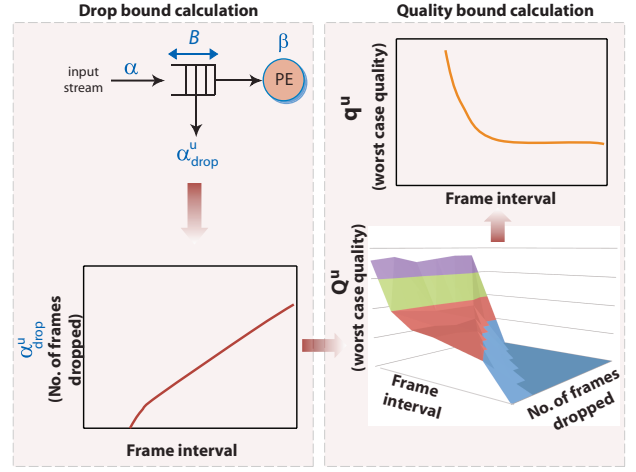 Drop bound calculation
B
β
input
stream
α
PE
α^u_drop
α^u_drop
(No. of frames
dropped)
Frame interval
Quality bound calculation
q^u
(worst case quality)
Frame interval
Q^u
(worst case quality)
Frame
interval
No. of frames
dropped